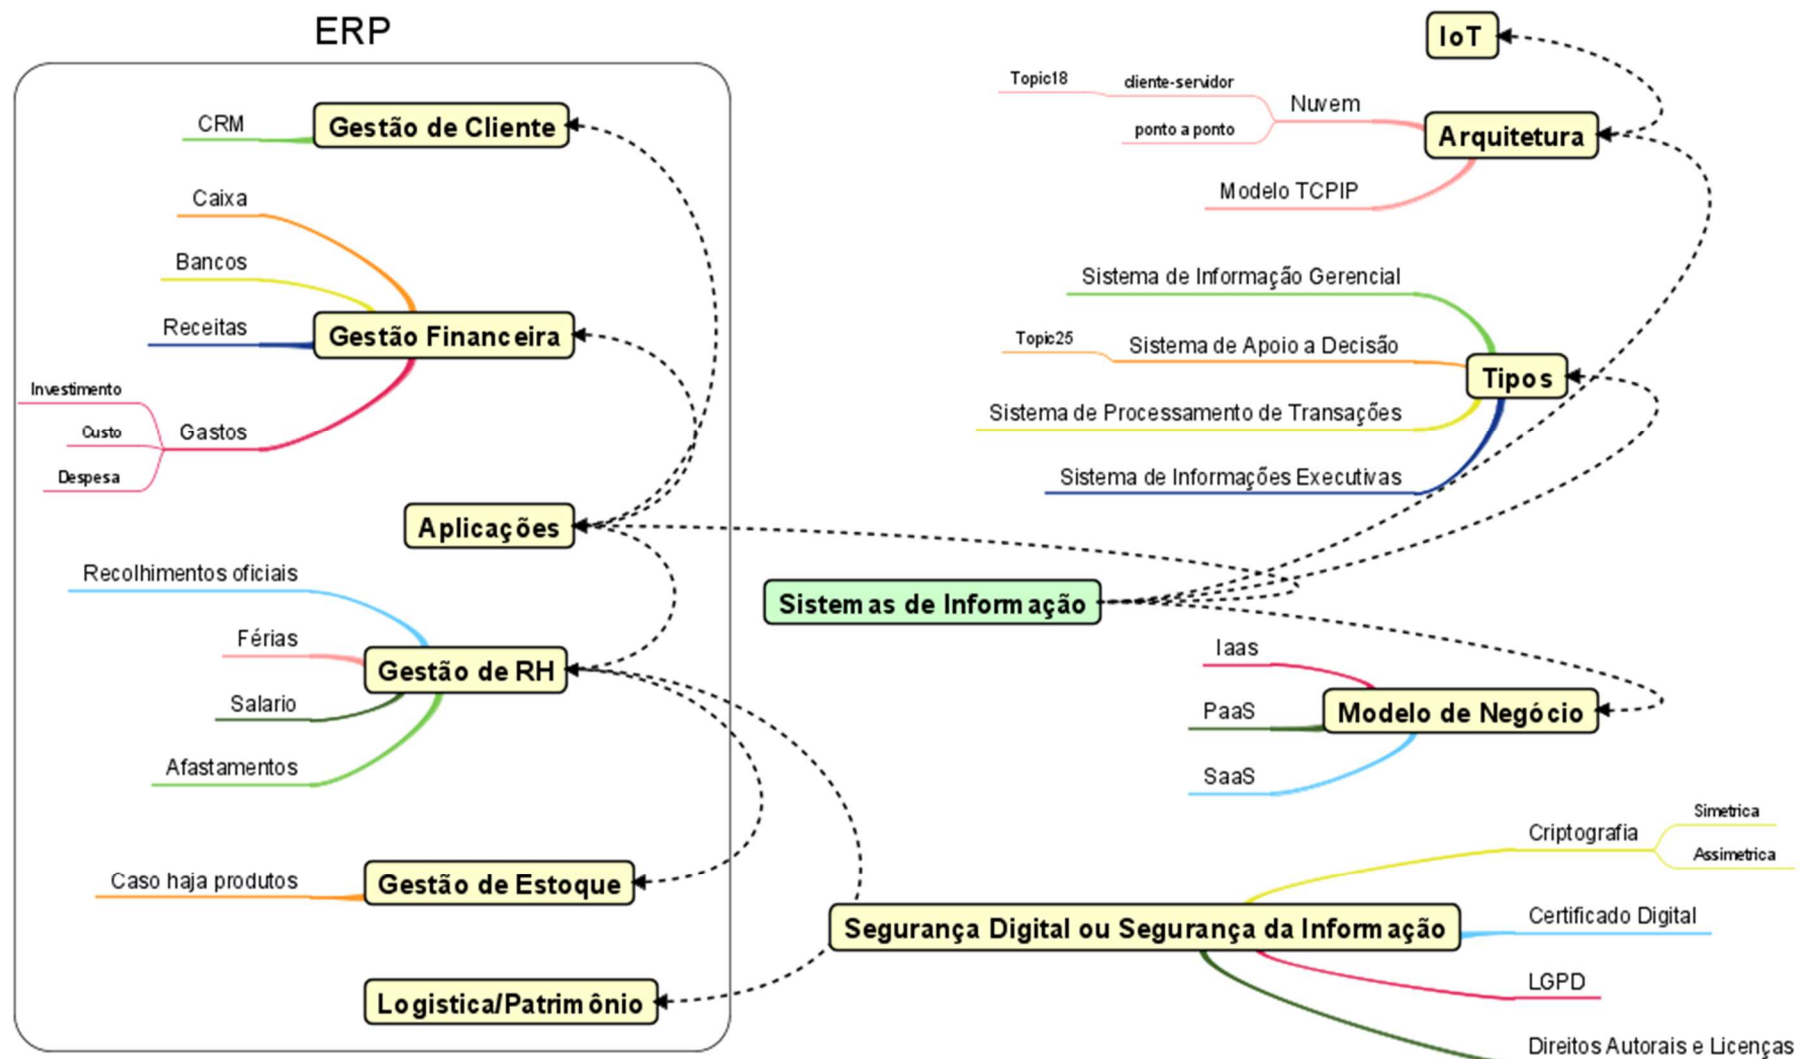 ERP
CRM
Gestão de Cliente
Caixa
Bancos
Receitas
Gestão Financeira
Investimento
Custo
Despesa
Gastos
Aplicações
Recolhimentos oficiais
Férias
Gestão de RH
Salario
Afastamentos
Caso haja produtos
Gestão de Estoque
Logistica/Patrimônio
Sistemas de Informação
IoT
Topic18
cliente-servidor
ponto a ponto
Nuvem
Arquitetura
Modelo TCPIP
Sistema de Informação Gerencial
Topic25
Sistema de Apoio a Decisão
Tipos
Sistema de Processamento de Transações
Sistema de Informações Executivas
Iaas
PaaS
Modelo de Negócio
SaaS
Segurança Digital ou Segurança da Informação
Criptografia
Simetrica
Assimetrica
Certificado Digital
LGPD
Direitos Autorais e Licenças